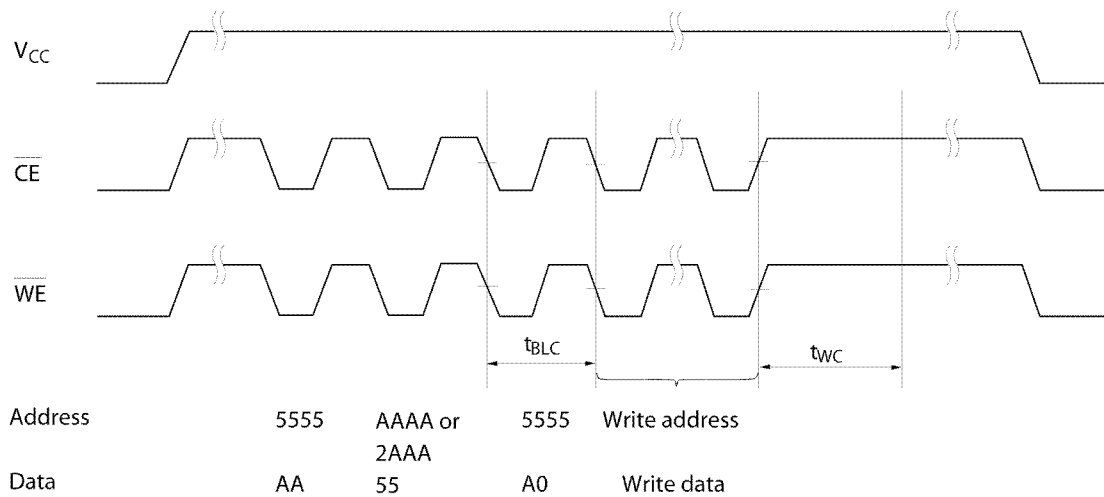 VCC
CE
WE
tBLC
tWC
Address 5555 AAAA or 5555 Write address
2AAA
Data AA 55 A0 Write data